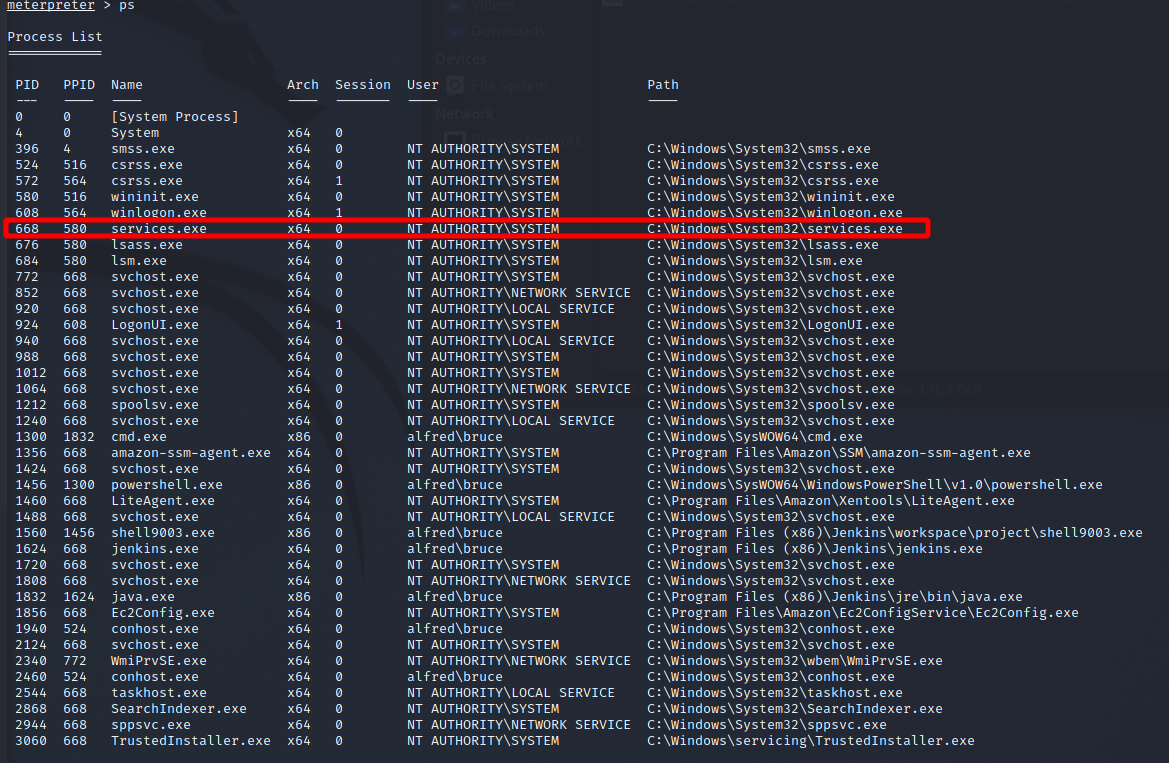 meterpreter > ps
Videos
Downloads
Process List
Devices
File System
PID PPID Name Arch Session User Path
Network
0 0 [System Process]
4 0 System x64 0
396 4 smss.exe x64 0 NT AUTHORITY\SYSTEM C:\Windows\System32\smss.exe
524 516 csrss.exe x64 0 NT AUTHORITY\SYSTEM C:\Windows\System32\csrss.exe
572 564 csrss.exe x64 1 NT AUTHORITY\SYSTEM C:\Windows\System32\csrss.exe
580 516 wininit.exe x64 0 NT AUTHORITY\SYSTEM C:\Windows\System32\wininit.exe
608 564 winlogon.exe x64 1 NT AUTHORITY\SYSTEM C:\Windows\System32\winlogon.exe
668 580 services.exe x64 0 NT AUTHORITY\SYSTEM C:\Windows\System32\services.exe
676 580 lsass.exe x64 0 NT AUTHORITY\SYSTEM C:\Windows\System32\lsass.exe
684 580 lsm.exe x64 0 NT AUTHORITY\SYSTEM C:\Windows\System32\lsm.exe
772 668 svchost.exe x64 0 NT AUTHORITY\SYSTEM C:\Windows\System32\svchost.exe
852 668 svchost.exe x64 0 NT AUTHORITY\NETWORK SERVICE C:\Windows\System32\svchost.exe
920 668 svchost.exe x64 0 NT AUTHORITY\LOCAL SERVICE C:\Windows\System32\svchost.exe
924 608 LogonUI.exe x64 1 NT AUTHORITY\SYSTEM C:\Windows\System32\LogonUI.exe
940 668 svchost.exe x64 0 NT AUTHORITY\LOCAL SERVICE C:\Windows\System32\svchost.exe
988 668 svchost.exe x64 0 NT AUTHORITY\SYSTEM C:\Windows\System32\svchost.exe
1012 668 svchost.exe x64 0 NT AUTHORITY\SYSTEM C:\Windows\System32\svchost.exe
1064 668 svchost.exe x64 0 NT AUTHORITY\NETWORK SERVICE C:\Windows\System32\svchost.exe
1212 668 spoolsv.exe x64 0 NT AUTHORITY\SYSTEM C:\Windows\System32\spoolsv.exe
1240 668 svchost.exe x64 0 NT AUTHORITY\LOCAL SERVICE C:\Windows\System32\svchost.exe
1300 1832 cmd.exe x86 0 alfred\bruce C:\Windows\SysWOW64\cmd.exe
1356 668 amazon-ssm-agent.exe x64 0 NT AUTHORITY\SYSTEM C:\Program Files\Amazon\SSM\amazon-ssm-agent.exe
1424 668 svchost.exe x64 0 NT AUTHORITY\SYSTEM C:\Windows\System32\svchost.exe
1456 1300 powershell.exe x86 0 alfred\bruce C:\Windows\SysWOW64\WindowsPowerShell\v1.0\powershell.exe
1460 668 LiteAgent.exe x64 0 NT AUTHORITY\SYSTEM C:\Program Files\Amazon\Xentools\LiteAgent.exe
1488 668 svchost.exe x64 0 NT AUTHORITY\LOCAL SERVICE C:\Windows\System32\svchost.exe
1560 1456 shell9003.exe x86 0 alfred\bruce C:\Program Files (x86)\Jenkins\workspace\project\shell9003.exe
1624 668 jenkins.exe x64 0 alfred\bruce C:\Program Files (x86)\Jenkins\jenkins.exe
1720 668 svchost.exe x64 0 NT AUTHORITY\SYSTEM C:\Windows\System32\svchost.exe
1808 668 svchost.exe x64 0 NT AUTHORITY\NETWORK SERVICE C:\Windows\System32\svchost.exe
1832 1624 java.exe x86 0 alfred\bruce C:\Program Files (x86)\Jenkins\jre\bin\java.exe
1856 668 Ec2Config.exe x64 0 NT AUTHORITY\SYSTEM C:\Program Files\Amazon\Ec2ConfigService\Ec2Config.exe
1940 524 conhost.exe x64 0 alfred\bruce C:\Windows\System32\conhost.exe
2124 668 svchost.exe x64 0 NT AUTHORITY\SYSTEM C:\Windows\System32\svchost.exe
2340 772 WmiPrvSE.exe x64 0 NT AUTHORITY\NETWORK SERVICE C:\Windows\System32\wbem\WmiPrvSE.exe
2460 524 conhost.exe x64 0 alfred\bruce C:\Windows\System32\conhost.exe
2544 668 taskhost.exe x64 0 NT AUTHORITY\LOCAL SERVICE C:\Windows\System32\taskhost.exe
2868 668 SearchIndexer.exe x64 0 NT AUTHORITY\SYSTEM C:\Windows\System32\SearchIndexer.exe
2944 668 sppsvc.exe x64 0 NT AUTHORITY\NETWORK SERVICE C:\Windows\System32\sppsvc.exe
3060 668 TrustedInstaller.exe x64 0 NT AUTHORITY\SYSTEM C:\Windows\servicing\TrustedInstaller.exe